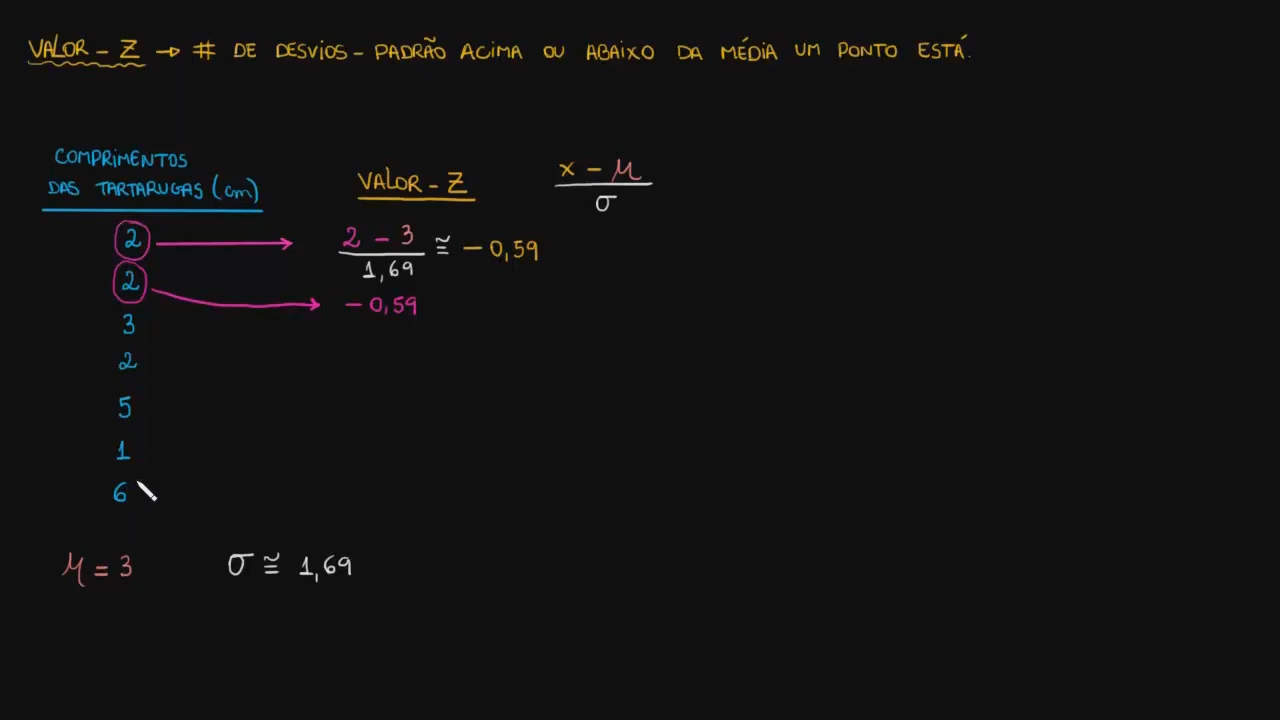 VALOR-Z → # DE DESVIOS-PADRÃO ACIMA OU ABAIXO DA MÉDIA UM PONTO ESTÁ.
COMPRIMENTOS
DAS TARTARUGAS (cm)
VALOR-Z
x - μ
σ
2
2 - 3
1,69
≅ -0,59
2
-0,59
3
2
5
1
6
μ = 3
σ ≅ 1,69